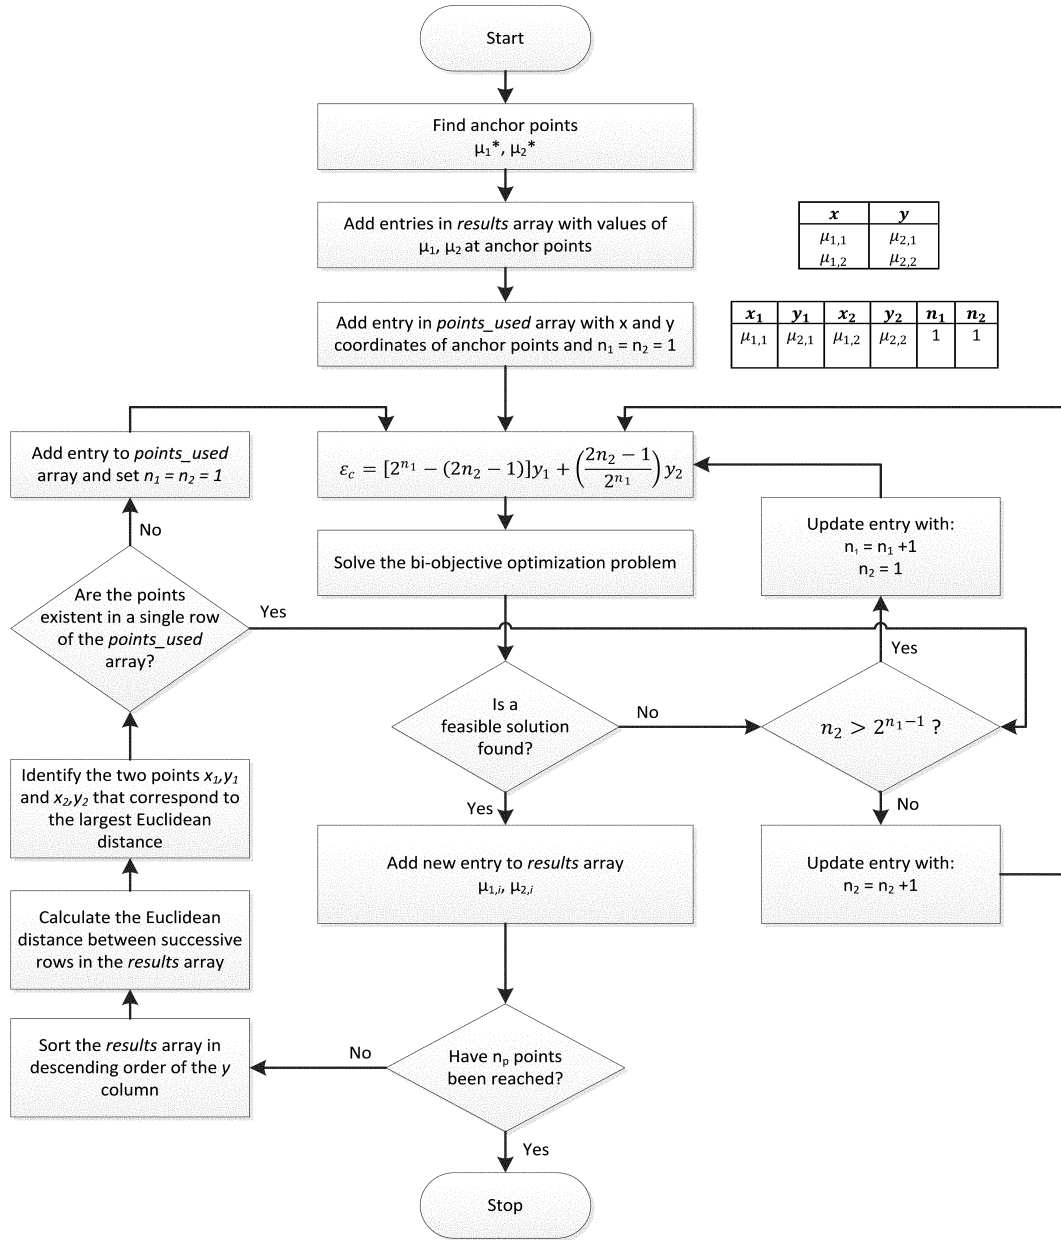 Start
Find anchor points
μ₁*, μ₂*
Add entries in results array with values of
μ₁, μ₂ at anchor points
x y
μ₁,₁ μ₂,₁
μ₁,₂ μ₂,₂
Add entry in points_used array with x and y
coordinates of anchor points and n₁ = n₂ = 1
x₁ y₁ x₂ y₂ n₁ n₂
μ₁,₁ μ₂,₁ μ₁,₂ μ₂,₂ 1 1
Add entry to points_used
array and set n₁ = n₂ = 1
ε_c = [2^{n₁} − (2n₂ − 1)]y₁ + ((2n₂ − 1)/2^{n₁}) y₂
Update entry with:
n₁ = n₁ +1
n₂ = 1
No
Solve the bi-objective optimization problem
Are the points
existent in a single row
of the points_used
array?
Yes
Yes
Is a
feasible solution
found?
No
n₂ > 2^{n₁−1} ?
No
Yes
Identify the two points x₁,y₁
and x₂,y₂ that correspond to
the largest Euclidean
distance
Add new entry to results array
μ₁,ᵢ, μ₂,ᵢ
Update entry with:
n₂ = n₂ +1
Calculate the Euclidean
distance between successive
rows in the results array
Sort the results array in
descending order of the y
column
No
Have nₚ points
been reached?
Yes
Stop